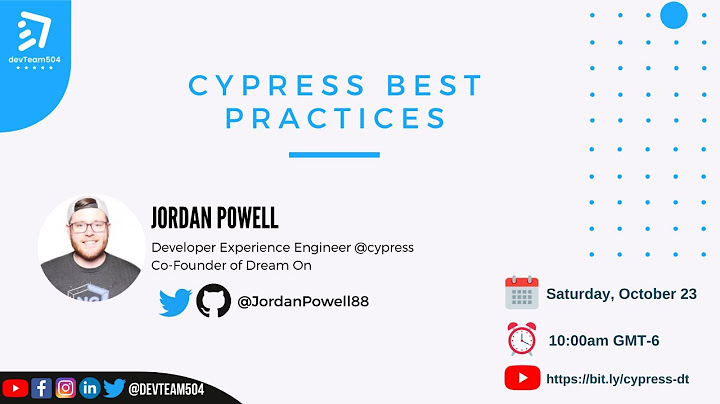 devTeam504
CYPRESS BEST
PRACTICES
JORDAN POWELL
Developer Experience Engineer @cypress
Co-Founder of Dream On
@JordanPowell88
Saturday, October 23
10:00am GMT-6
https://bit.ly/cypress-dt
@DEVTEAM504